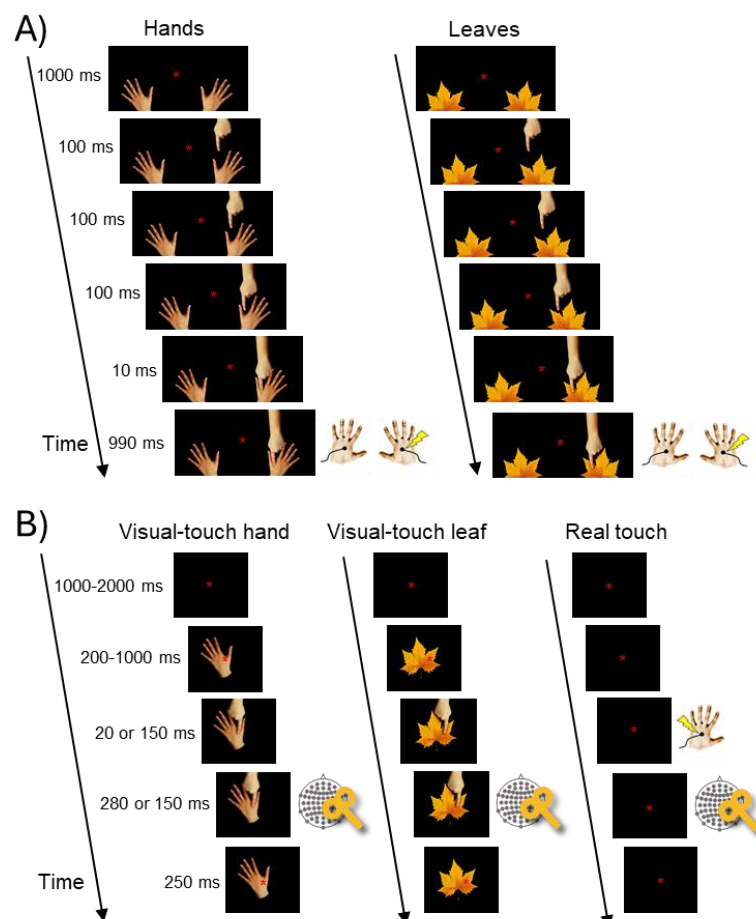 A)
Hands
Leaves
1000 ms
100 ms
100 ms
100 ms
10 ms
Time 990 ms
B)
Visual-touch hand
Visual-touch leaf
Real touch
1000-2000 ms
200-1000 ms
20 or 150 ms
280 or 150 ms
Time 250 ms